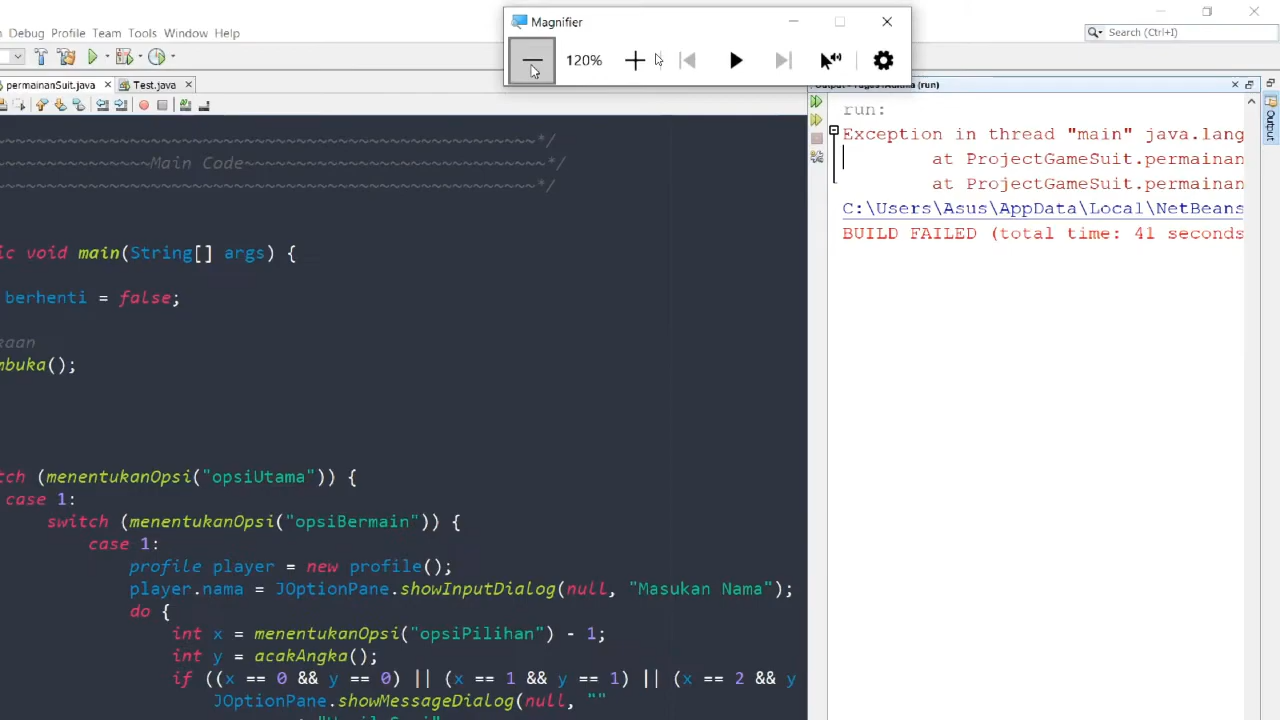 Magnifier
Debug Profile Team Tools Window Help
Search (Ctrl+I)
120%
permainanSuit.java
Test.java
(run)
~~~~~~~~~~~~~~~~~~~~~~~~~~~~~~~~~~~~~~~~~~~~~~*/
~~~~~~~~~~~~~Main Code~~~~~~~~~~~~~~~~~~~~~~~~~*/
~~~~~~~~~~~~~~~~~~~~~~~~~~~~~~~~~~~~~~~~~~~~~~*/
ic void main(String[] args) {
berhenti = false;
kaan
mbuka();
tch (menentukanOpsi("opsiUtama")) {
case 1:
switch (menentukanOpsi("opsiBermain")) {
case 1:
profile player = new profile();
player.nama = JOptionPane.showInputDialog(null, "Masukan Nama");
do {
int x = menentukanOpsi("opsiPilihan") - 1;
int y = acakAngka();
if ((x == 0 && y == 0) || (x == 1 && y == 1) || (x == 2 && y
JOptionPane.showMessageDialog(null, ""
run:
Exception in thread "main" java.lang
at ProjectGameSuit.permainan
at ProjectGameSuit.permainan
C:\Users\Asus\AppData\Local\NetBeans
BUILD FAILED (total time: 41 seconds
Output